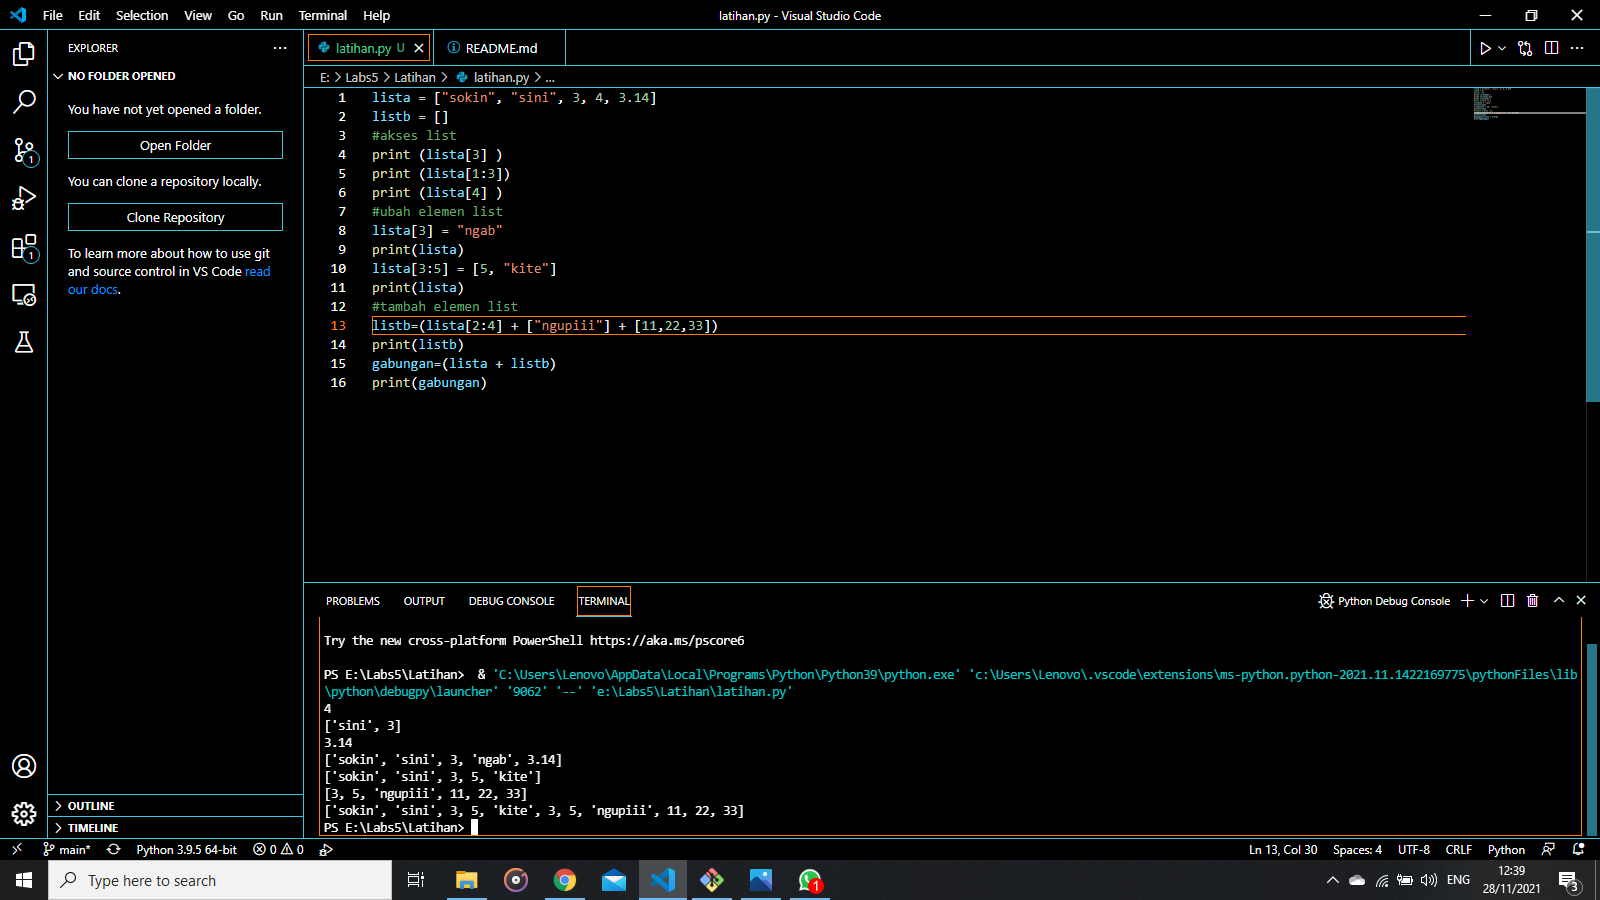 File Edit Selection View Go Run Terminal Help
latihan.py - Visual Studio Code
EXPLORER
NO FOLDER OPENED
You have not yet opened a folder.
Open Folder
You can clone a repository locally.
Clone Repository
To learn more about how to use git
and source control in VS Code read
our docs.
OUTLINE
TIMELINE
1
1
latihan.py U
README.md
E: > Labs5 > Latihan > latihan.py > ...
1 lista = ["sokin", "sini", 3, 4, 3.14]
2 listb = []
3 #akses list
4 print (lista[3] )
5 print (lista[1:3])
6 print (lista[4] )
7 #ubah elemen list
8 lista[3] = "ngab"
9 print(lista)
10 lista[3:5] = [5, "kite"]
11 print(lista)
12 #tambah elemen list
13 listb=(lista[2:4] + ["ngupiii"] + [11,22,33])
14 print(listb)
15 gabungan=(lista + listb)
16 print(gabungan)
PROBLEMS OUTPUT DEBUG CONSOLE TERMINAL
Python Debug Console
Try the new cross-platform PowerShell https://aka.ms/pscore6
PS E:\Labs5\Latihan>  & 'C:\Users\Lenovo\AppData\Local\Programs\Python\Python39\python.exe' 'c:\Users\Lenovo\.vscode\extensions\ms-python.python-2021.11.1422169775\pythonFiles\lib
\python\debugpy\launcher' '9062' '--' 'e:\Labs5\Latihan\latihan.py'
4
['sini', 3]
3.14
['sokin', 'sini', 3, 'ngab', 3.14]
['sokin', 'sini', 3, 5, 'kite']
[3, 5, 'ngupiii', 11, 22, 33]
['sokin', 'sini', 3, 5, 'kite', 3, 5, 'ngupiii', 11, 22, 33]
PS E:\Labs5\Latihan>
main* Python 3.9.5 64-bit 0 0
Ln 13, Col 30 Spaces: 4 UTF-8 CRLF Python
Type here to search
1
ENG
12:39
28/11/2021
3